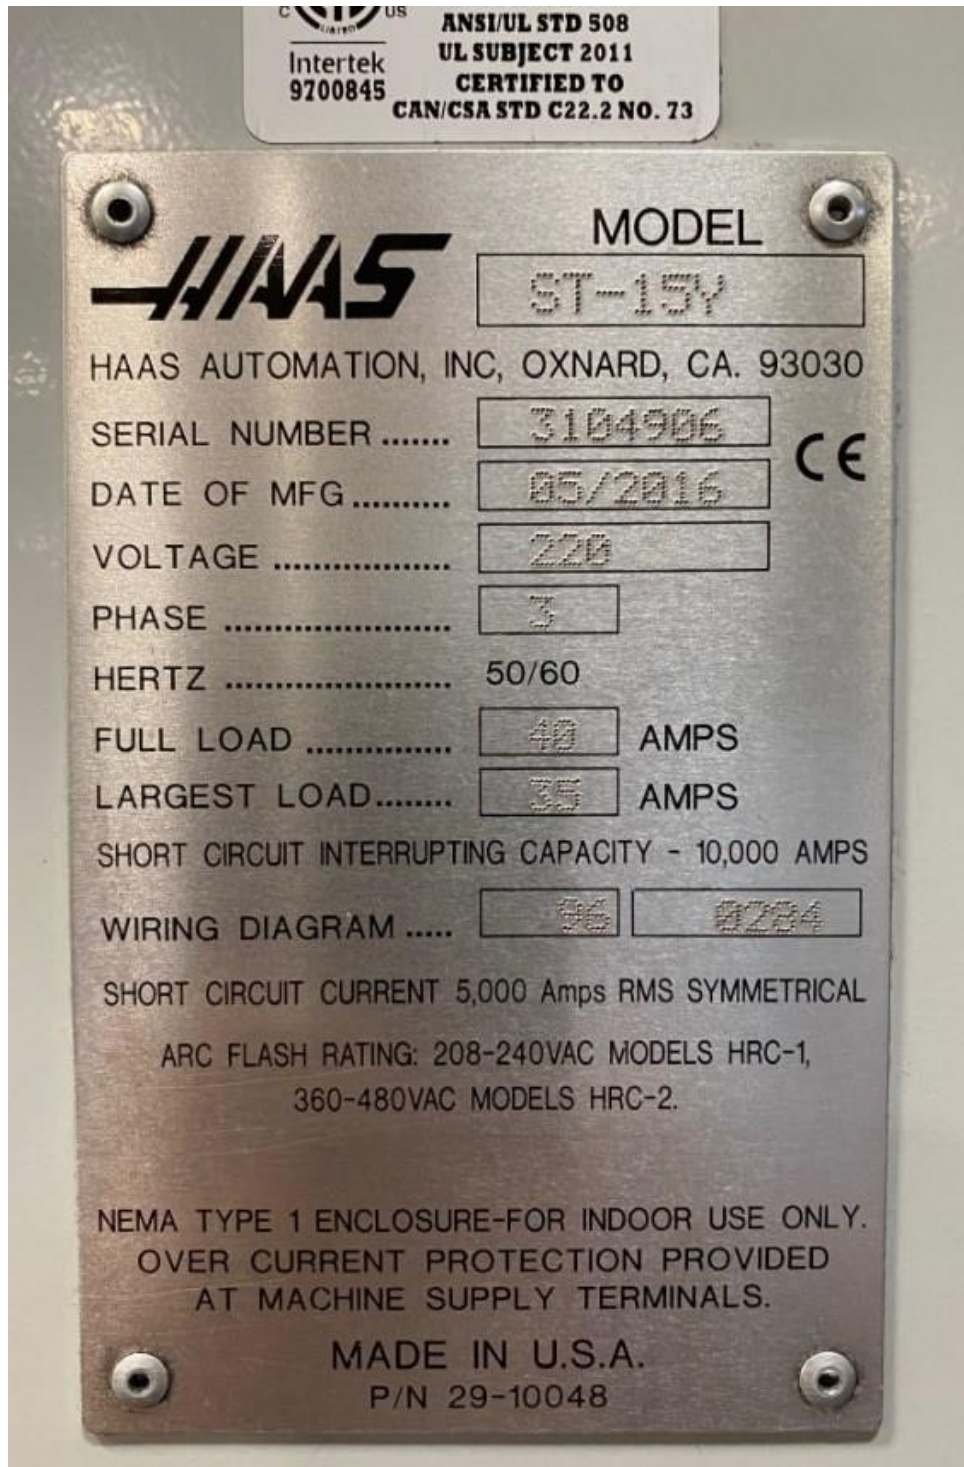 C US
LISTED
Intertek
9700845
ANSI/UL STD 508
UL SUBJECT 2011
CERTIFIED TO
CAN/CSA STD C22.2 NO. 73
HAAS
MODEL
ST-15Y
HAAS AUTOMATION, INC, OXNARD, CA. 93030
SERIAL NUMBER ....... 3104906
CE
DATE OF MFG .......... 05/2016
VOLTAGE .................. 220
PHASE ....................... 3
HERTZ ....................... 50/60
FULL LOAD ............... 40 AMPS
LARGEST LOAD ........ 35 AMPS
SHORT CIRCUIT INTERRUPTING CAPACITY - 10,000 AMPS
WIRING DIAGRAM ..... 96 0284
SHORT CIRCUIT CURRENT 5,000 Amps RMS SYMMETRICAL
ARC FLASH RATING: 208-240VAC MODELS HRC-1,
360-480VAC MODELS HRC-2.
NEMA TYPE 1 ENCLOSURE-FOR INDOOR USE ONLY.
OVER CURRENT PROTECTION PROVIDED
AT MACHINE SUPPLY TERMINALS.
MADE IN U.S.A.
P/N 29-10048